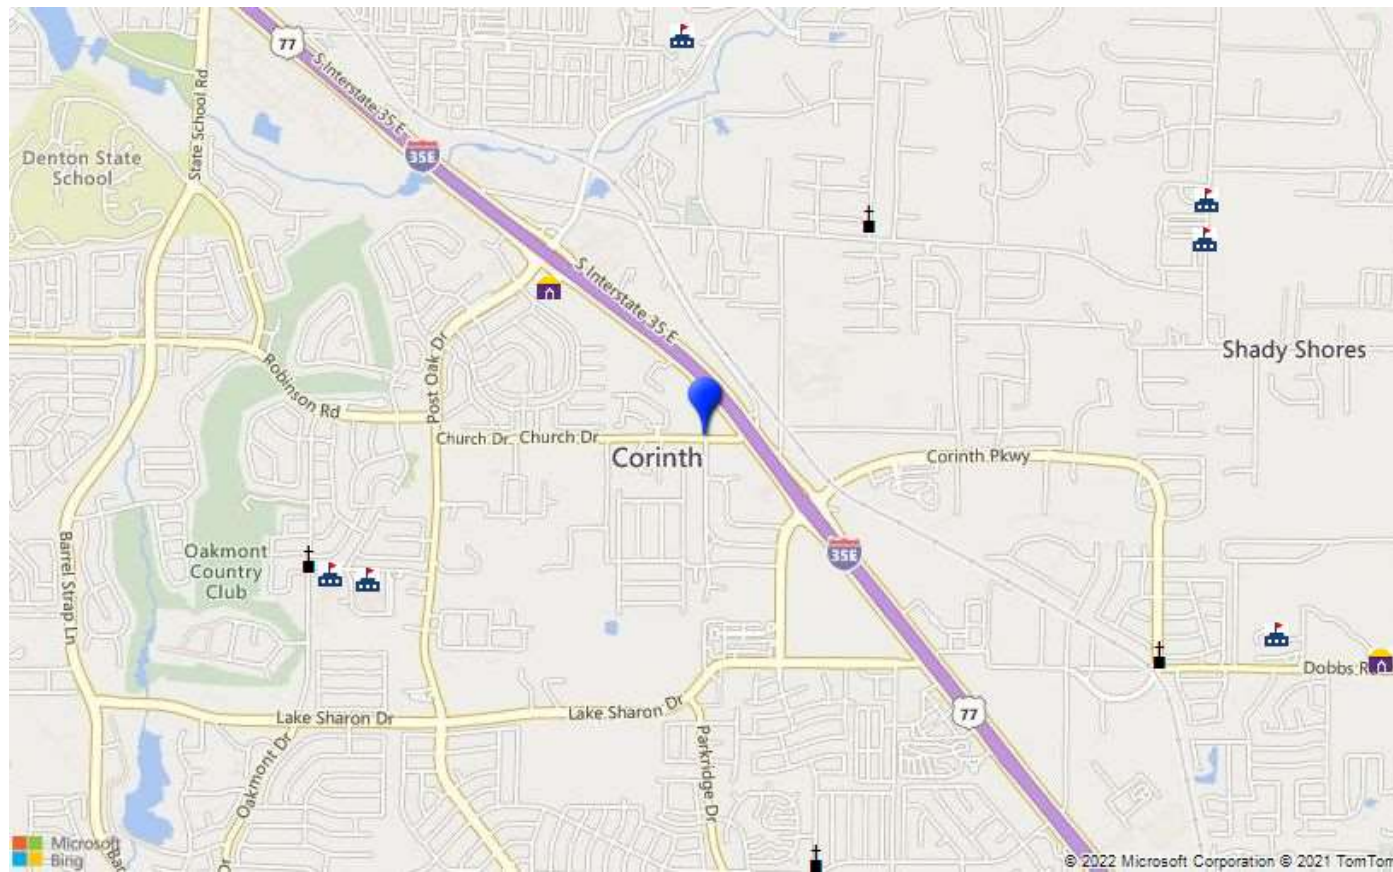 77
S Interstate 35 E
35E
State School Rd
Denton State
School
S Interstate 35 E
Shady Shores
Post Oak Dr
Robinson Rd
Church Dr
Church Dr
Corinth
Corinth Pkwy
35E
Barrel Strap Ln
Oakmont
Country
Club
Dobbs R
Lake Sharon Dr
Lake Sharon Dr
77
Parkridge Dr
Oakmont Dr
Microsoft
Bing
© 2022 Microsoft Corporation © 2021 TomTom